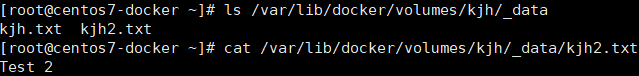 [root@centos7-docker ~]# ls /var/lib/docker/volumes/kjh/_data
kjh.txt  kjh2.txt
[root@centos7-docker ~]# cat /var/lib/docker/volumes/kjh/_data/kjh2.txt
Test 2